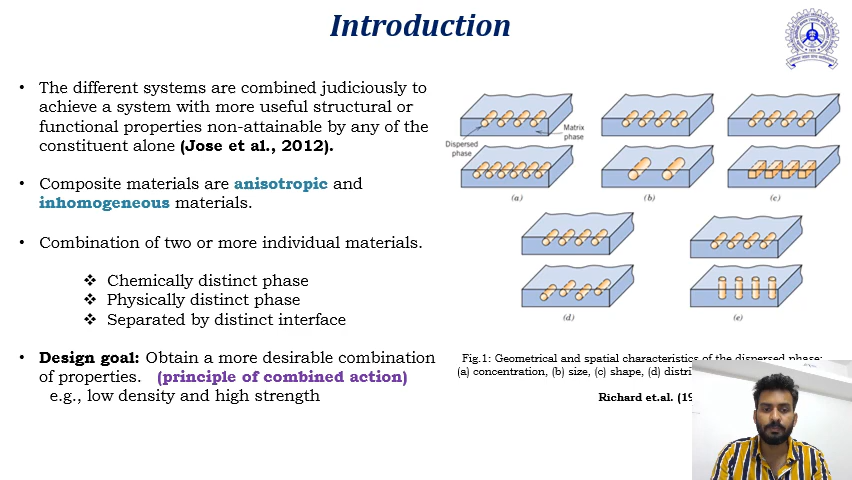 Introduction
• The different systems are combined judiciously to
achieve a system with more useful structural or
functional properties non-attainable by any of the
constituent alone (Jose et al., 2012).
• Composite materials are anisotropic and
inhomogeneous materials.
• Combination of two or more individual materials.
❖ Chemically distinct phase
❖ Physically distinct phase
❖ Separated by distinct interface
• Design goal: Obtain a more desirable combination
of properties. (principle of combined action)
e.g., low density and high strength
Matrix
phase
Dispersed
phase
(a)
(b)
(c)
(d)
(e)
Fig.1: Geometrical and spatial characteristics of the dispersed phase:
(a) concentration, (b) size, (c) shape, (d)
Richard et.al.